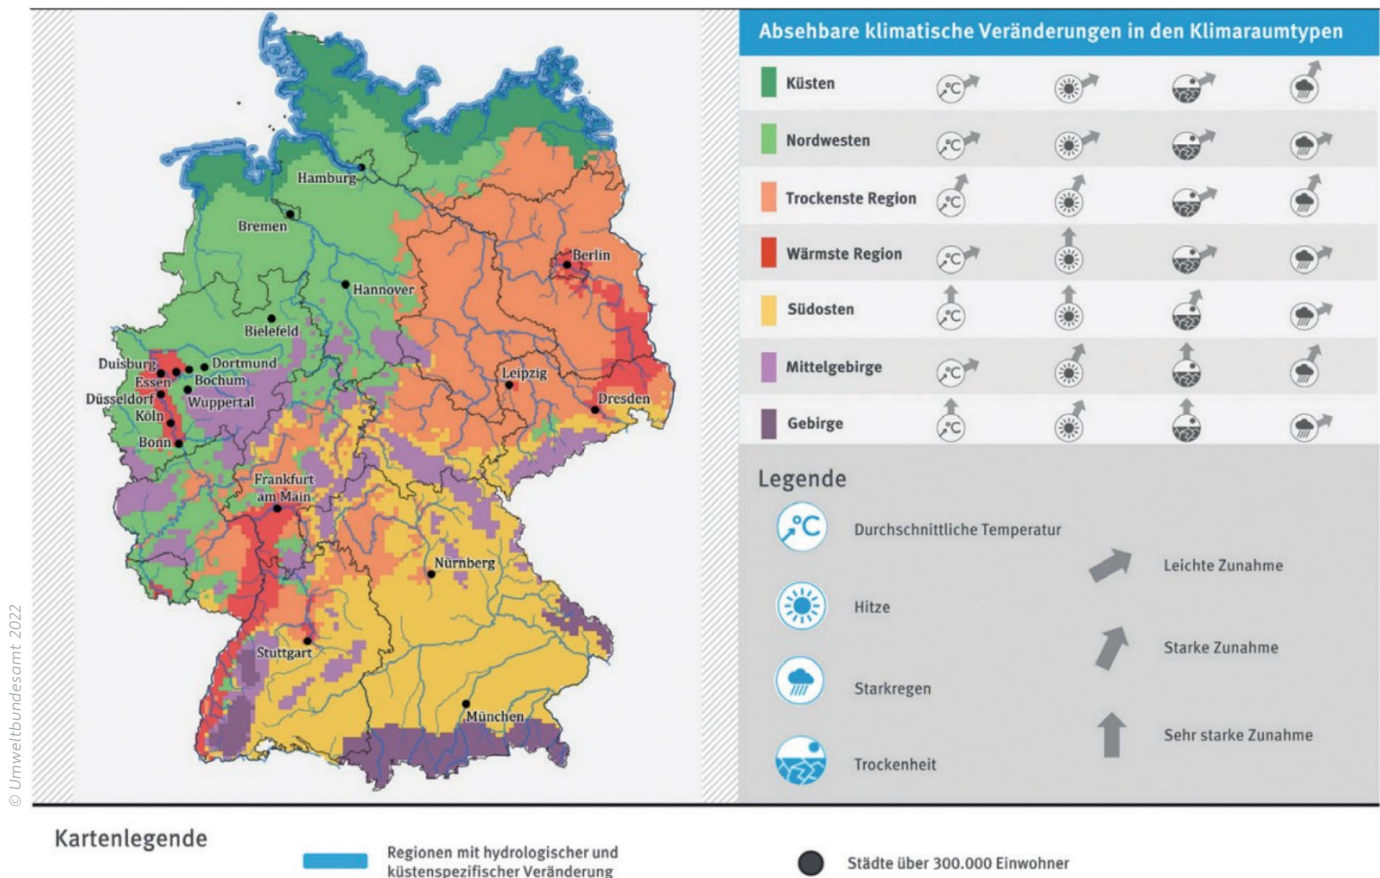 Absehbare klimatische Veränderungen in den Klimaraumtypen
Küsten
°C
Nordwesten
°C
Trockenste Region
°C
Wärmste Region
°C
Südosten
°C
Mittelgebirge
°C
Gebirge
°C
Legende
°C
Durchschnittliche Temperatur
Hitze
Starkregen
Trockenheit
Leichte Zunahme
Starke Zunahme
Sehr starke Zunahme
Hamburg
Bremen
Berlin
Hannover
Bielefeld
Duisburg
Dortmund
Essen
Bochum
Düsseldorf
Wuppertal
Köln
Bonn
Leipzig
Dresden
Frankfurt
am Main
Nürnberg
Stuttgart
München
© Umweltbundesamt 2022
Kartenlegende
Regionen mit hydrologischer und
küstenspezifischer Veränderung
Städte über 300.000 Einwohner